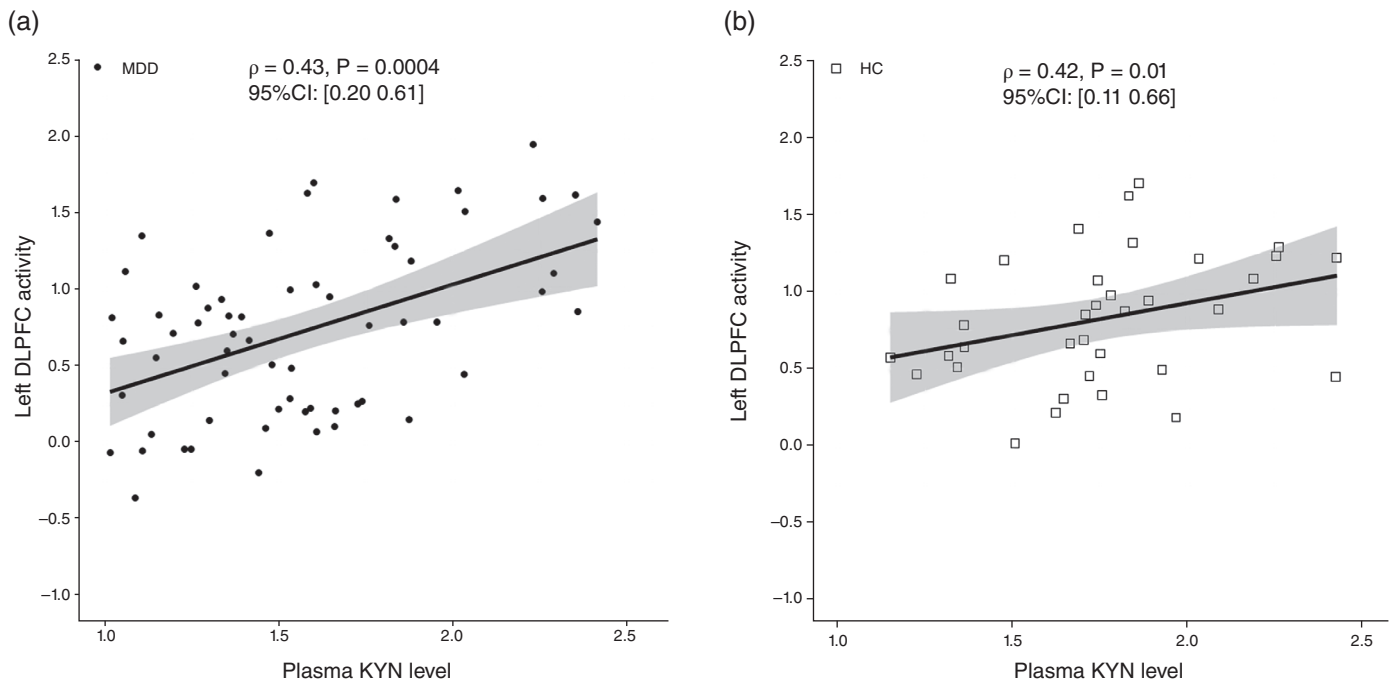 (a)
MDD
ρ = 0.43, P = 0.0004
95%CI: [0.20 0.61]
2.5
2.0
1.5
1.0
0.5
0.0
−0.5
−1.0
Left DLPFC activity
1.0 1.5 2.0 2.5
Plasma KYN level
(b)
HC
ρ = 0.42, P = 0.01
95%CI: [0.11 0.66]
2.5
2.0
1.5
1.0
0.5
0.0
−0.5
−1.0
Left DLPFC activity
1.0 1.5 2.0 2.5
Plasma KYN level